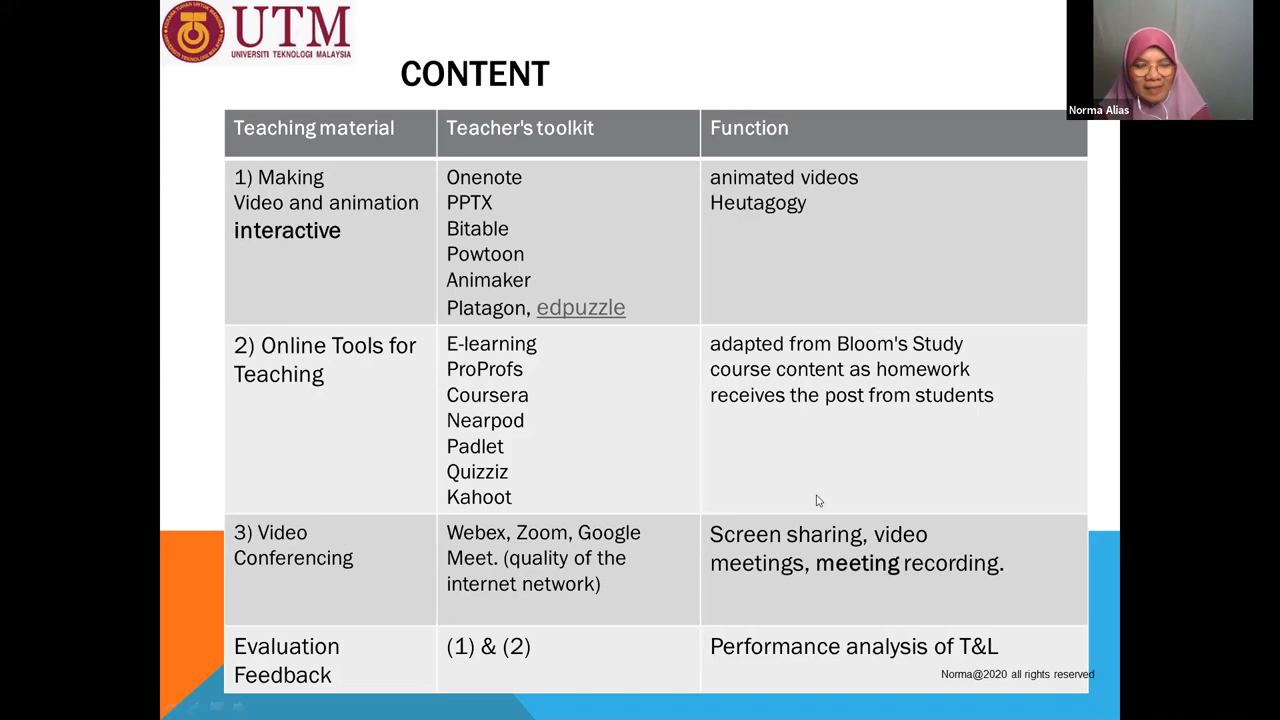 UTM
UNIVERSITI TEKNOLOGI MALAYSIA
CONTENT
Norma Alias
Teaching material
Teacher's toolkit
Function
1) Making
Video and animation
interactive
Onenote
PPTX
Bitable
Powtoon
Animaker
Platagon, edpuzzle
animated videos
Heutagogy
2) Online Tools for
Teaching
E-learning
ProProfs
Coursera
Nearpod
Padlet
Quizziz
Kahoot
adapted from Bloom's Study
course content as homework
receives the post from students
3) Video
Conferencing
Webex, Zoom, Google
Meet. (quality of the
internet network)
Screen sharing, video
meetings, meeting recording.
Evaluation
Feedback
(1) & (2)
Performance analysis of T&L
Norma@2020 all rights reserved